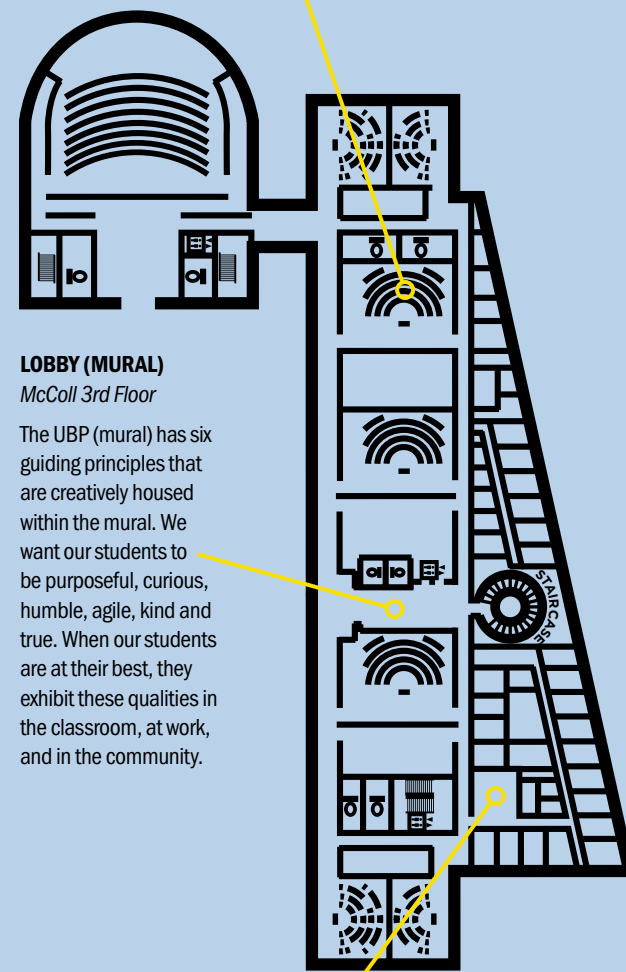 LOBBY (MURAL)
McColl 3rd Floor
The UBP (mural) has six
guiding principles that
are creatively housed
within the mural. We
want our students to
be purposeful, curious,
humble, agile, kind and
true. When our students
are at their best, they
exhibit these qualities in
the classroom, at work,
and in the community.
STAIRCASE